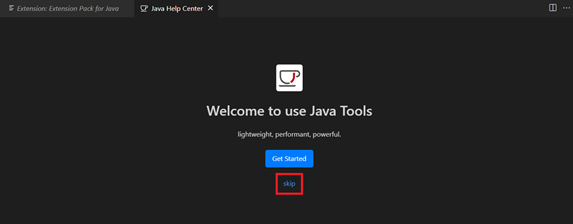 Extension: Extension Pack for Java
Java Help Center
Welcome to use Java Tools
lightweight, performant, powerful.
Get Started
skip